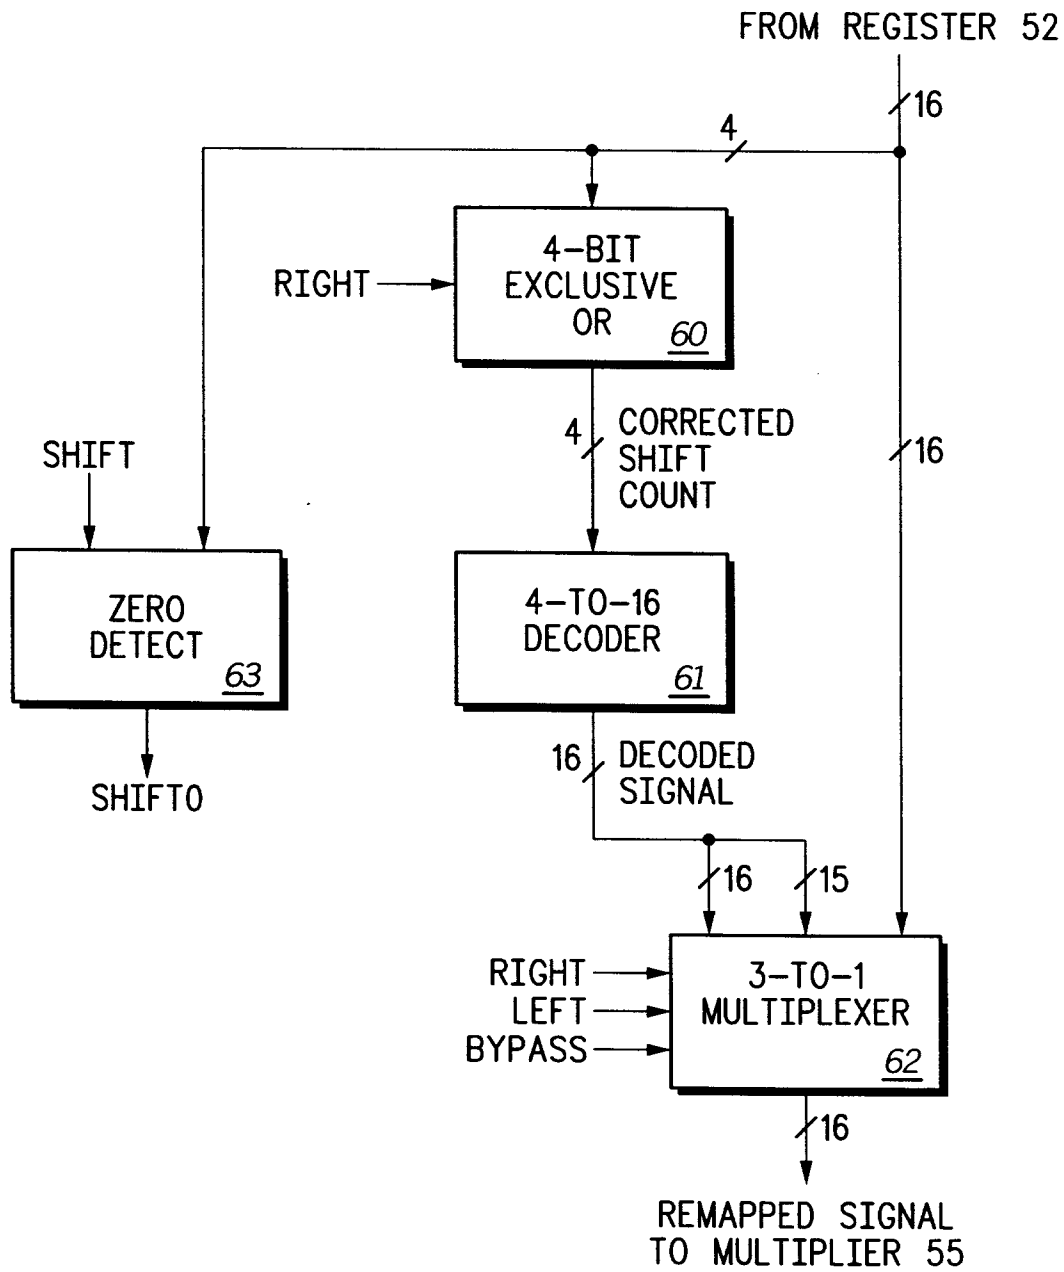 FROM REGISTER 52
16
4
4-BIT
EXCLUSIVE
OR
60
RIGHT
4
CORRECTED
SHIFT
COUNT
16
SHIFT
ZERO
DETECT
63
4-TO-16
DECODER
61
SHIFT0
16
DECODED
SIGNAL
16
15
RIGHT
LEFT
BYPASS
3-TO-1
MULTIPLEXER
62
16
REMAPPED SIGNAL
TO MULTIPLIER 55